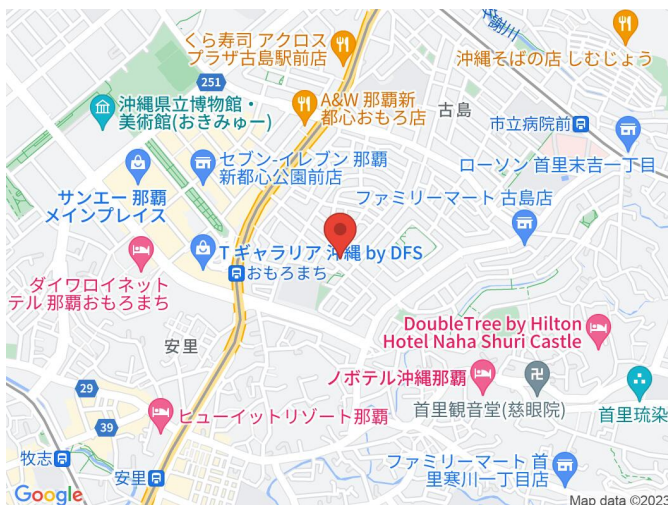 くら寿司 アクロス
プラザ古島駅前店
沖縄そばの店 しむじょう
251
A&W 那覇新
都心おもろ店
古島
沖縄県立博物館・
美術館(おきみゅー)
市立病院前
セブン-イレブン 那覇
新都心公園前店
ローソン 首里末吉一丁目
サンエー 那覇
メインプレイス
ファミリーマート 古島店
T ギャラリア 沖縄 by DFS
おもろまち
ダイワロイネット
テル 那覇おもろまち
DoubleTree by Hilton
Hotel Naha Shuri Castle
安里
ノボテル沖縄那覇
29
首里観音堂(慈眼院)
首里琉染
39
ヒューイットリゾート那覇
牧志
安里
ファミリーマート 首
里寒川一丁目店
Google
Map data ©2023